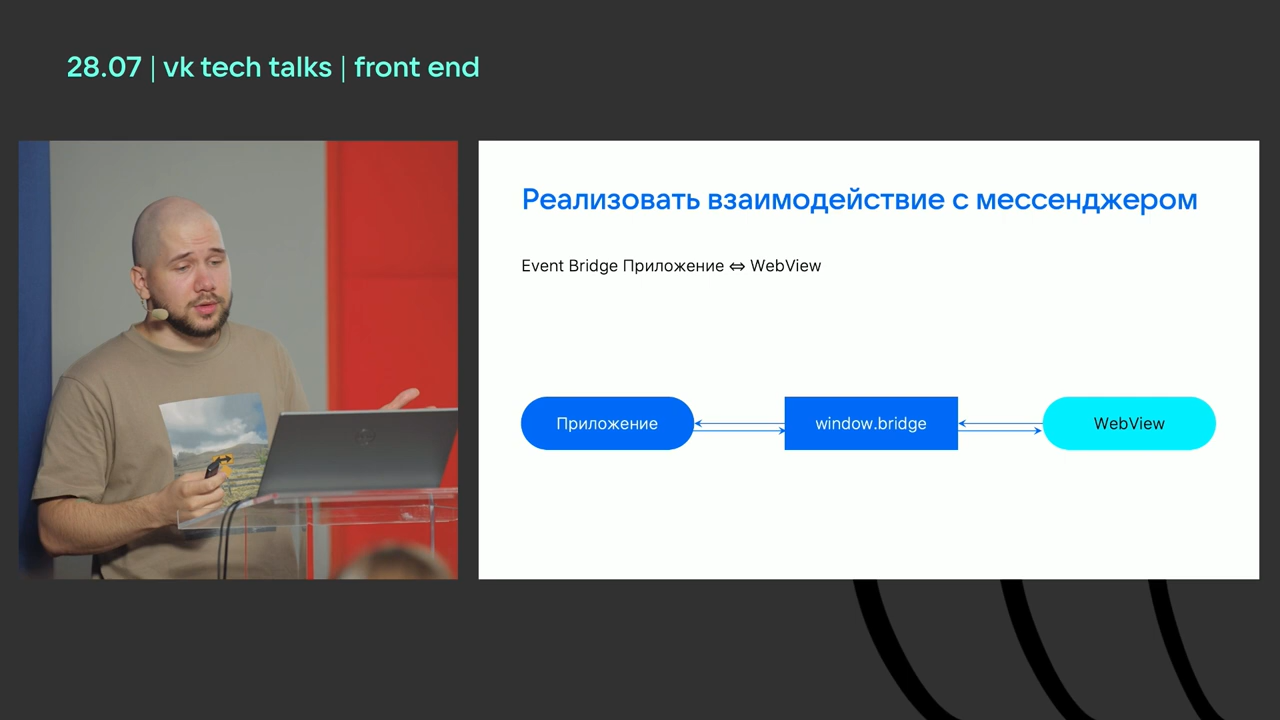 28.07 | vk tech talks | front end
Реализовать взаимодействие с мессенджером
Event Bridge Приложение ⇔ WebView
Приложение
window.bridge
WebView